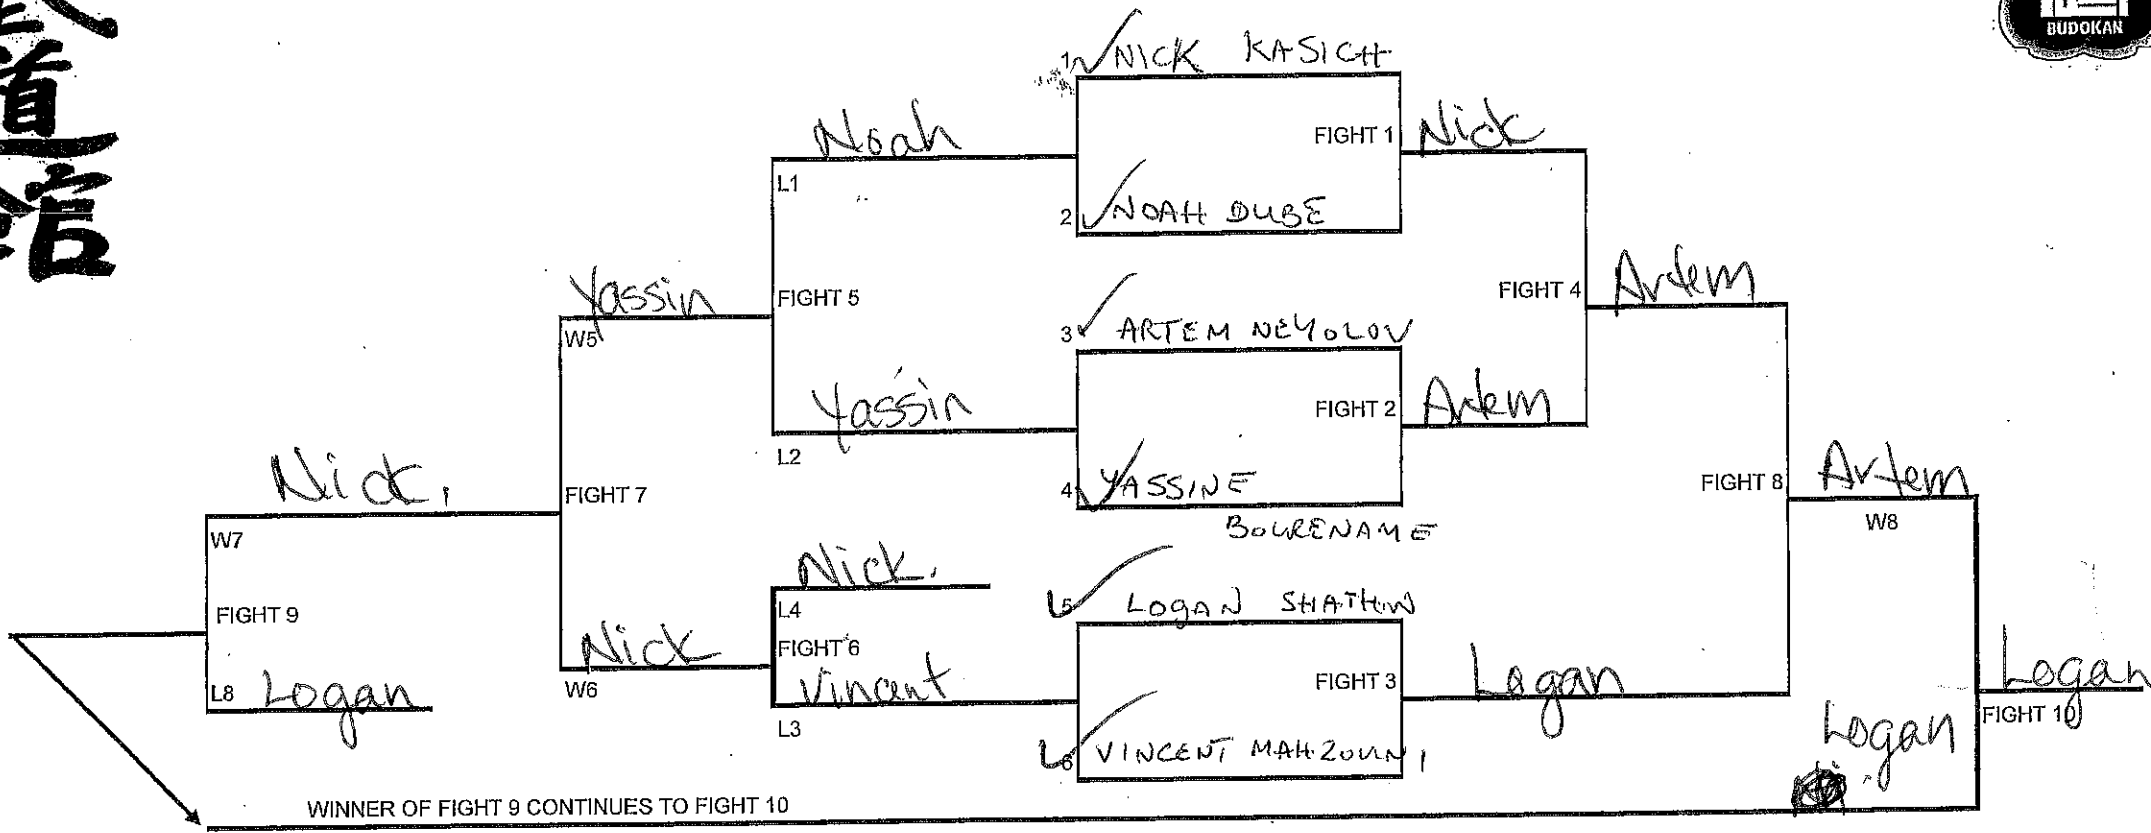 道
館
BUDOKAN
1 NICK KASICH
Noah
FIGHT 1
Nick
L1
2 NOAH DUBE
Yassin
FIGHT 5
FIGHT 4
Artem
W5
3 ARTEM NEYOLOV
Yassin
FIGHT 2
Artem
L2
Nick.
FIGHT 7
4 YASSINE
BOURENAME
FIGHT 8
Artem
W8
W7
Nick.
L4
5 LOGAN
FIGHT 9
Nick
FIGHT 6
W6
Vincent
L3
FIGHT 3
Logan
Logan
L8 Logan
FIGHT 10
Logan
6 VINCENT MAHZOUNI
WINNER OF FIGHT 9 CONTINUES TO FIGHT 10